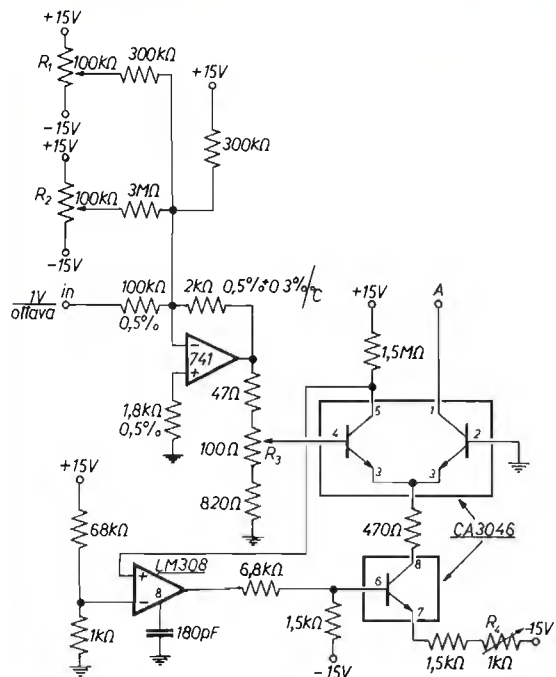 +15V
R1
100kΩ
300kΩ
-15V
+15V
300kΩ
+15V
R2
100kΩ
3MΩ
-15V
1V/ottava
in
100kΩ
0,5%
2kΩ
0,5%+0.3%/°C
741
-
+
1,8kΩ
0,5%
47Ω
100Ω
R3
820Ω
+15V
1,5MΩ
A
5
1
4
2
3
3
470Ω
CA3046
+15V
68kΩ
1kΩ
LM308
+
-
8
180pF
6,8kΩ
1,5kΩ
-15V
8
6
7
1,5kΩ
R4
1kΩ
-15V